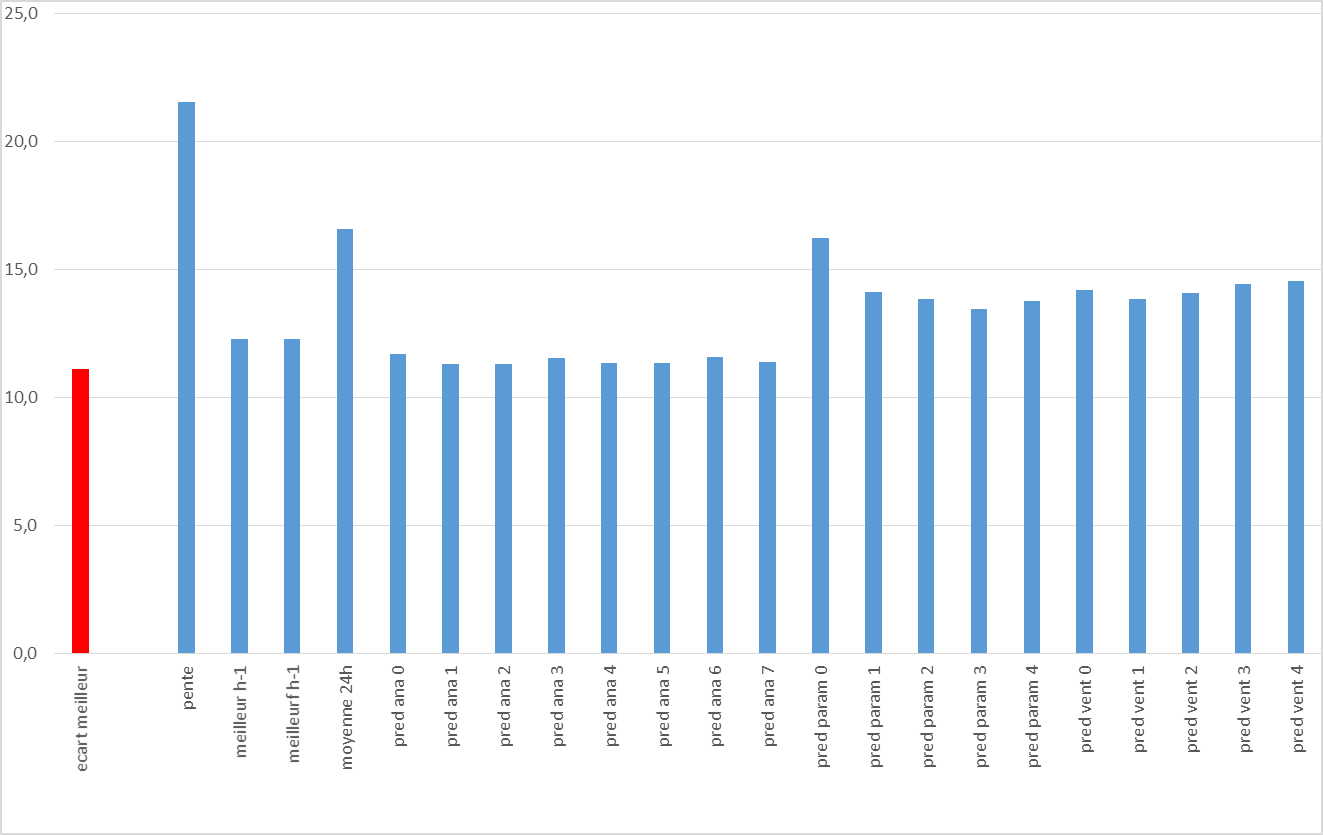 25,0
20,0
15,0
10,0
5,0
0,0
ecart meilleur
pente
meilleur h-1
meilleurf h-1
moyenne 24h
pred ana 0
pred ana 1
pred ana 2
pred ana 3
pred ana 4
pred ana 5
pred ana 6
pred ana 7
pred param 0
pred param 1
pred param 2
pred param 3
pred param 4
pred vent 0
pred vent 1
pred vent 2
pred vent 3
pred vent 4